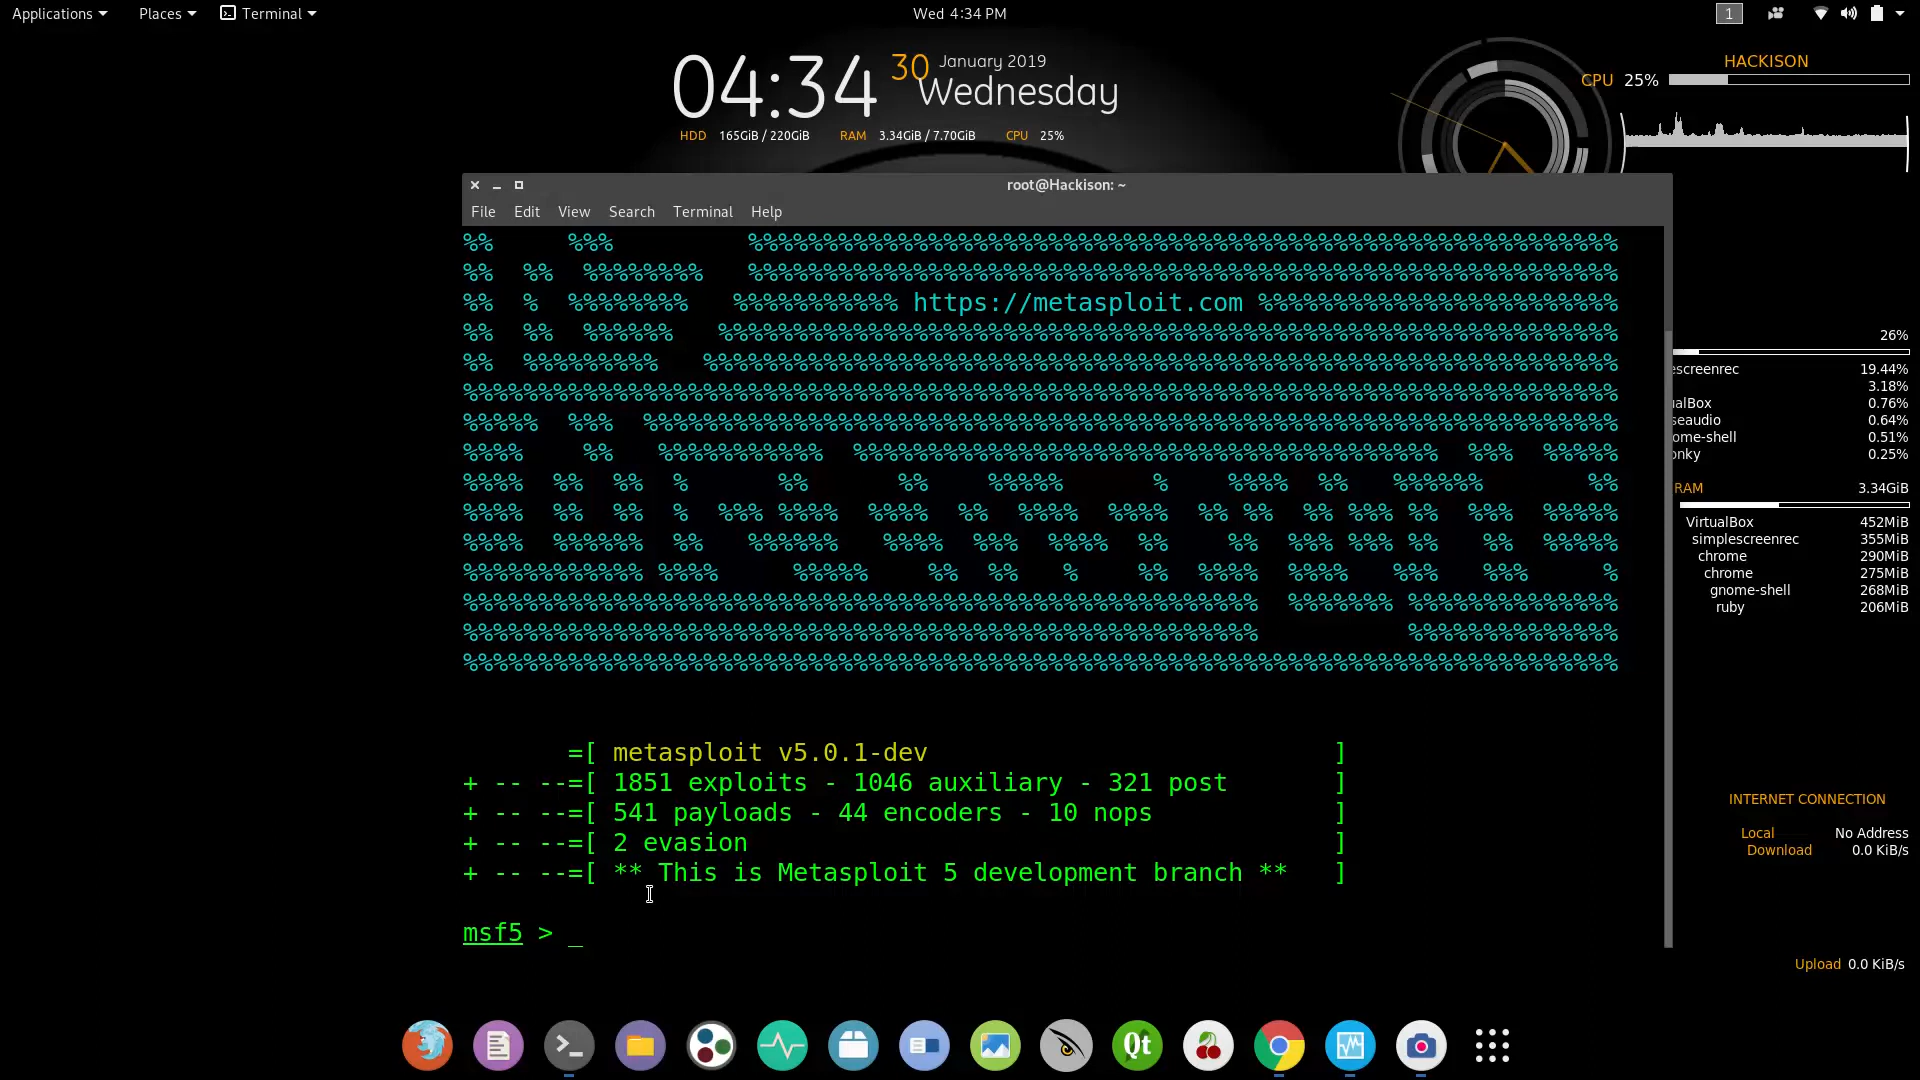 Applications Places Terminal Wed 4:34 PM 1
04:34 30 January 2019
Wednesday
HDD 165GiB / 220GiB RAM 3.34GiB / 7.70GiB CPU 25%
HACKISON
CPU 25%
root@Hackison: ~
File Edit View Search Terminal Help
%% %%% %%%%%%%%%%%%%%%%%%%%%%%%%%%%%%%%%%%%%%%%%%%%%%%%%%%%%%%%%%
%% %% %%%%%%%% %%%%%%%%%%%%%%%%%%%%%%%%%%%%%%%%%%%%%%%%%%%%%%%%%%%%%%%%%%
%% % %%%%%%%% %%%%%%%%%%% https://metasploit.com %%%%%%%%%%%%%%%%%%%%%%%%
%% %% %%%%%% %%%%%%%%%%%%%%%%%%%%%%%%%%%%%%%%%%%%%%%%%%%%%%%%%%%%%%%%%%%%
%% %%%%%%%%% %%%%%%%%%%%%%%%%%%%%%%%%%%%%%%%%%%%%%%%%%%%%%%%%%%%%%%%%%%%%%
%%%%%%%%%%%%%%%%%%%%%%%%%%%%%%%%%%%%%%%%%%%%%%%%%%%%%%%%%%%%%%%%%%%%%%%%%%%%%
%%%%% %%% %%%%%%%%%%%%%%%%%%%%%%%%%%%%%%%%%%%%%%%%%%%%%%%%%%%%%%%%%%%%%%%%%
%%%% %% %%%%%%%%%%% %%%%%%%%%%%%%%%%%%%%%%%%%%%%%%%%%%%%%%% %%% %%%%%
%%%% %% %% % %% %% %%%%% % %%%% %% %%%%%% %%
%%%% %% %% % %%% %%%% %%%% %% %%%% %%%% %% %% %% %%% %% %%% %%%%%
%%%% %%%%%% %% %%%%%% %%%% %%% %%%% %% %% %%% %%% %% %% %%%%%
%%%%%%%%%%%% %%%% %%%%% %% %% % %% %%%% %%%% %%% %%% %
%%%%%%%%%%%%%%%%%%%%%%%%%%%%%%%%%%%%%%%%%%%%%%%%%%%%% %%%%%%% %%%%%%%%%%%%%%
%%%%%%%%%%%%%%%%%%%%%%%%%%%%%%%%%%%%%%%%%%%%%%%%%%%%% %%%%%%%%%%%%%%
%%%%%%%%%%%%%%%%%%%%%%%%%%%%%%%%%%%%%%%%%%%%%%%%%%%%%%%%%%%%%%%%%%%%%%%%%%%%%
=[ metasploit v5.0.1-dev ]
+ -- --=[ 1851 exploits - 1046 auxiliary - 321 post ]
+ -- --=[ 541 payloads - 44 encoders - 10 nops ]
+ -- --=[ 2 evasion ]
+ -- --=[ ** This is Metasploit 5 development branch ** ]
msf5 > _
26%
escreenrec 19.44%
3.18%
alBox 0.76%
seaudio 0.64%
ome-shell 0.51%
onky 0.25%
RAM 3.34GiB
VirtualBox 452MiB
simplescreenrec 355MiB
chrome 290MiB
chrome 275MiB
gnome-shell 268MiB
ruby 206MiB
INTERNET CONNECTION
Local No Address
Download 0.0 KiB/s
Upload 0.0 KiB/s
Qt